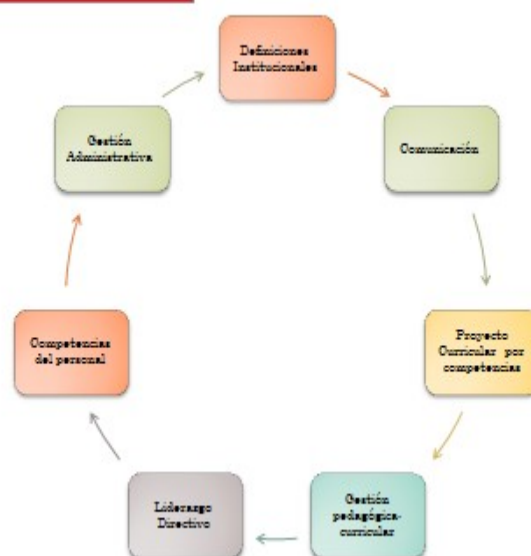 Definiciones
Institucionales
Comunicación
Proyecto
Curricular por
competencias
Gestión
pedagógica-
curricular
Liderazgo
Directivo
Competencias
del personal
Gestión
Administrativa